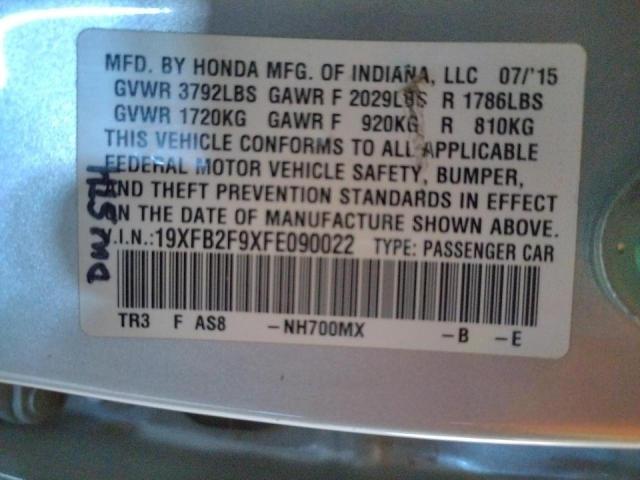 MFD. BY HONDA MFG. OF INDIANA, LLC 07/'15
GVWR 3792LBS GAWR F 2029LBS R 1786LBS
GVWR 1720KG GAWR F 920KG R 810KG
THIS VEHICLE CONFORMS TO ALL APPLICABLE
FEDERAL MOTOR VEHICLE SAFETY, BUMPER,
AND THEFT PREVENTION STANDARDS IN EFFECT
ON THE DATE OF MANUFACTURE SHOWN ABOVE.
V.I.N.:19XFB2F9XFE090022 TYPE: PASSENGER CAR
TR3 F AS8 -NH700MX -B -E